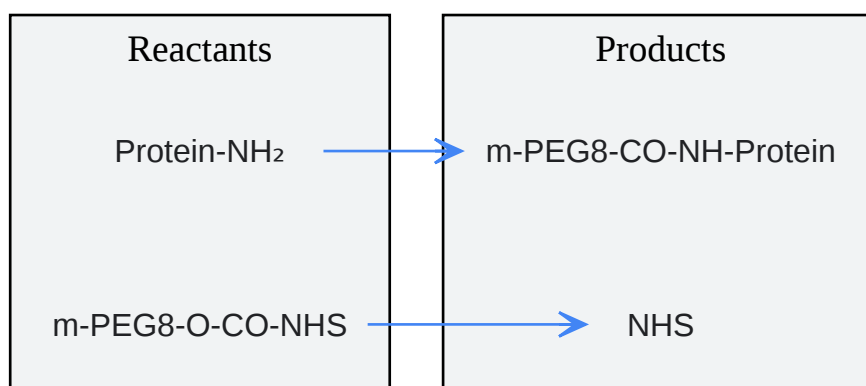 Reactants
Products
Protein-NH₂
m-PEG8-CO-NH-Protein
m-PEG8-O-CO-NHS
NHS